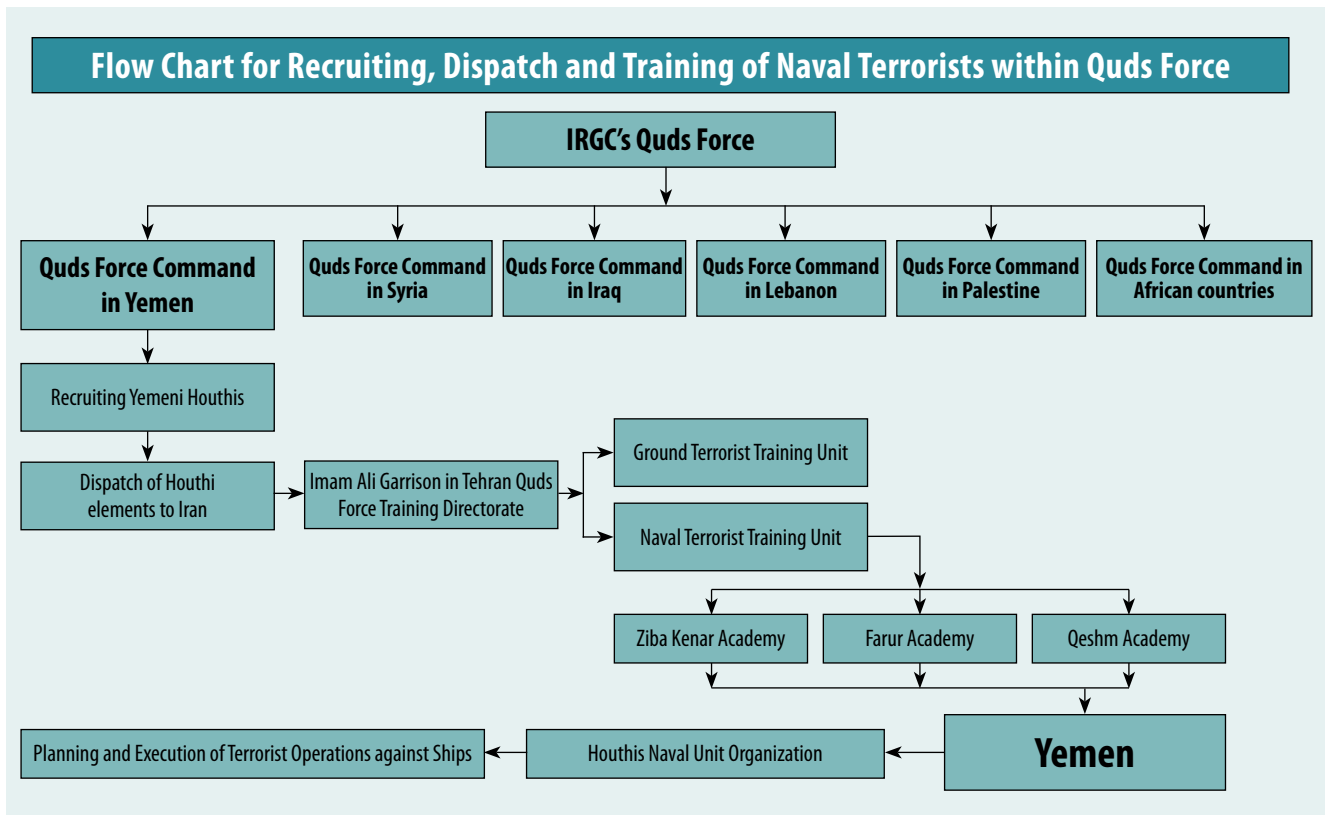 Flow Chart for Recruiting, Dispatch and Training of Naval Terrorists within Quds Force
IRGC's Quds Force
Quds Force Command
in Yemen
Quds Force Command
in Syria
Quds Force Command
in Iraq
Quds Force Command
in Lebanon
Quds Force Command
in Palestine
Quds Force Command in
African countries
Recruiting Yemeni Houthis
Dispatch of Houthi
elements to Iran
Imam Ali Garrison in Tehran Quds
Force Training Directorate
Ground Terrorist Training Unit
Naval Terrorist Training Unit
Ziba Kenar Academy
Farur Academy
Qeshm Academy
Yemen
Houthis Naval Unit Organization
Planning and Execution of Terrorist Operations against Ships